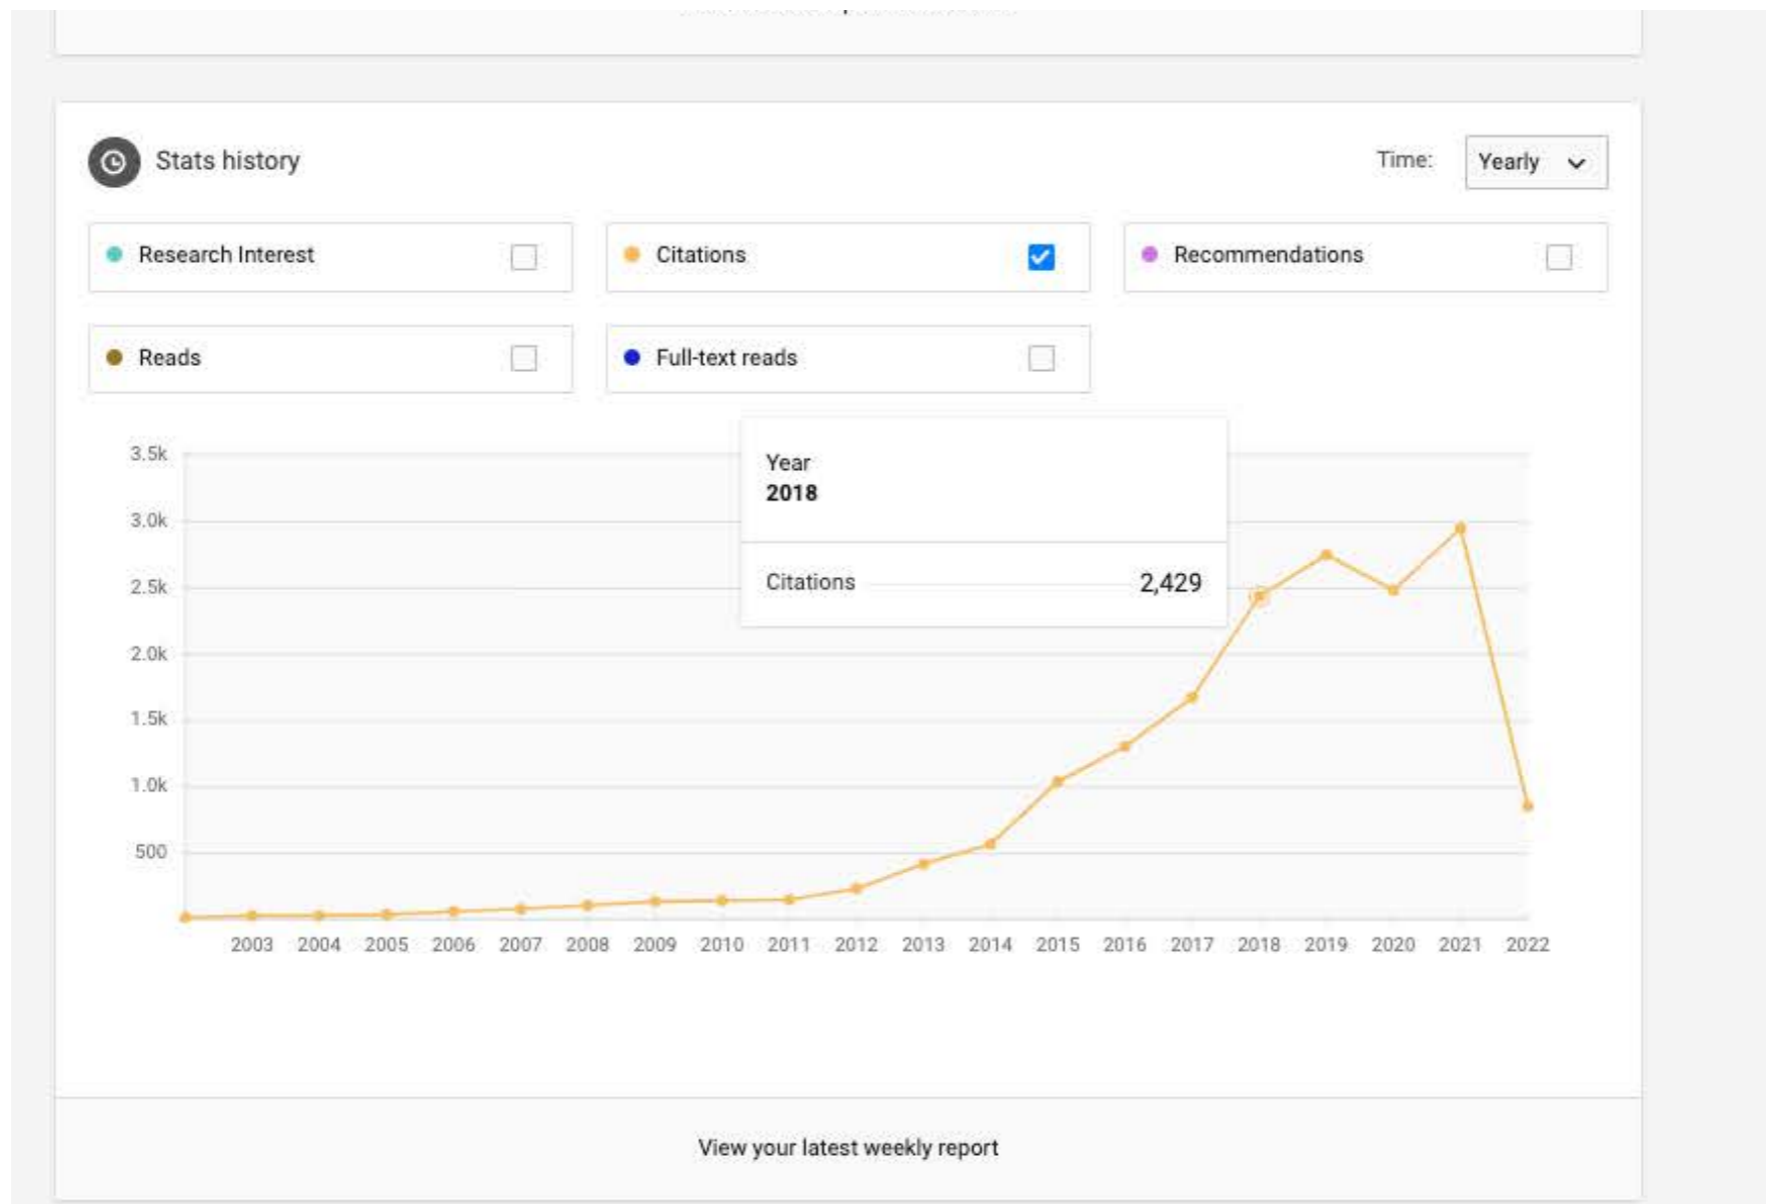 Stats history
Time: Yearly
Research Interest
Citations
Recommendations
Reads
Full-text reads
Year
2018
Citations 2,429
3.5k
3.0k
2.5k
2.0k
1.5k
1.0k
500
2003 2004 2005 2006 2007 2008 2009 2010 2011 2012 2013 2014 2015 2016 2017 2018 2019 2020 2021 2022
View your latest weekly report